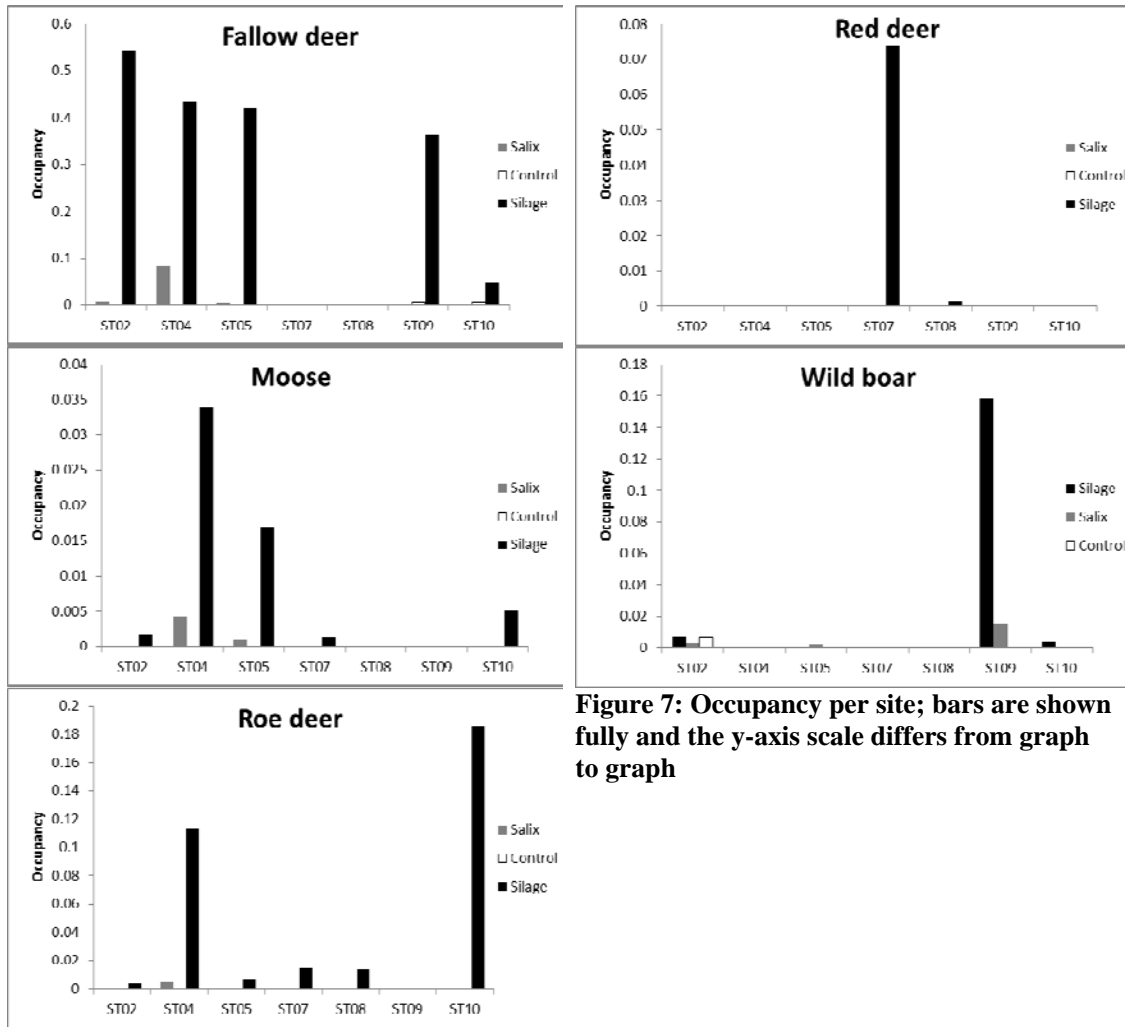 Fallow deer
0.6
0.5
0.4
0.3
0.2
0.1
0
Occupancy
ST02 ST04 ST05 ST07 ST08 ST09 ST10
Salix
Control
Silage
Red deer
0.08
0.07
0.06
0.05
0.04
0.03
0.02
0.01
0
Occupancy
ST02 ST04 ST05 ST07 ST08 ST09 ST10
Salix
Control
Silage
Moose
0.04
0.035
0.03
0.025
0.02
0.015
0.01
0.005
0
Occupancy
ST02 ST04 ST05 ST07 ST08 ST09 ST10
Salix
Control
Silage
Wild boar
0.18
0.16
0.14
0.12
0.1
0.08
0.06
0.04
0.02
0
Occupancy
ST02 ST04 ST05 ST07 ST08 ST09 ST10
Silage
Salix
Control
Roe deer
0.2
0.18
0.16
0.14
0.12
0.1
0.08
0.06
0.04
0.02
0
Occupancy
ST02 ST04 ST05 ST07 ST08 ST09 ST10
Salix
Control
Silage
Figure 7: Occupancy per site; bars are shown
fully and the y-axis scale differs from graph
to graph